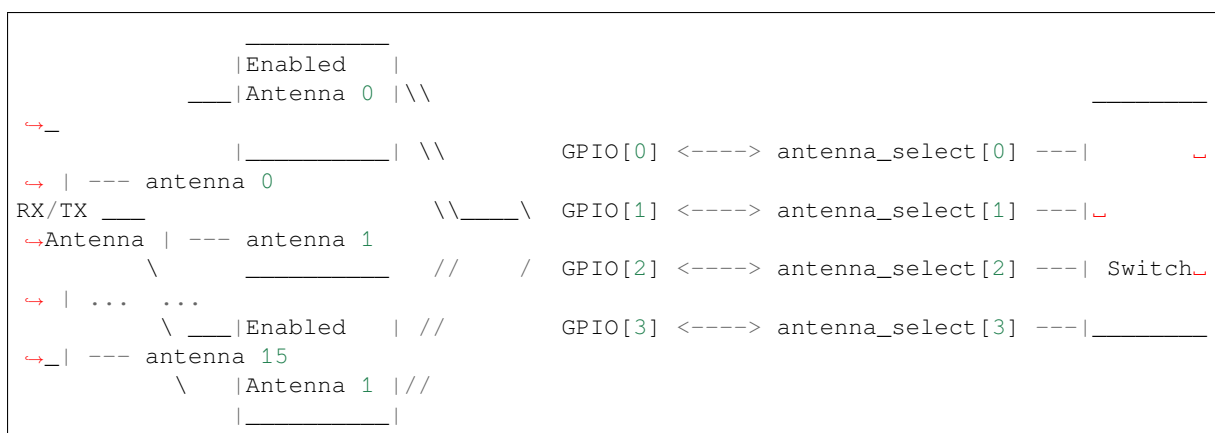 __________
               |Enabled   |
            ___|Antenna 0 |\\                                               ________
↪_
               |__________| \\        GPIO[0] <----> antenna_select[0] ---|       ␣
↪ | --- antenna 0
RX/TX ___                    \\____\  GPIO[1] <----> antenna_select[1] ---|␣
↪Antenna | --- antenna 1
         \     __________   //    /  GPIO[2] <----> antenna_select[2] ---| Switch␣
↪ | ...  ...
          \ ___|Enabled   | //        GPIO[3] <----> antenna_select[3] ---|________
↪_| --- antenna 15
           \   |Antenna 1 |//
               |__________|